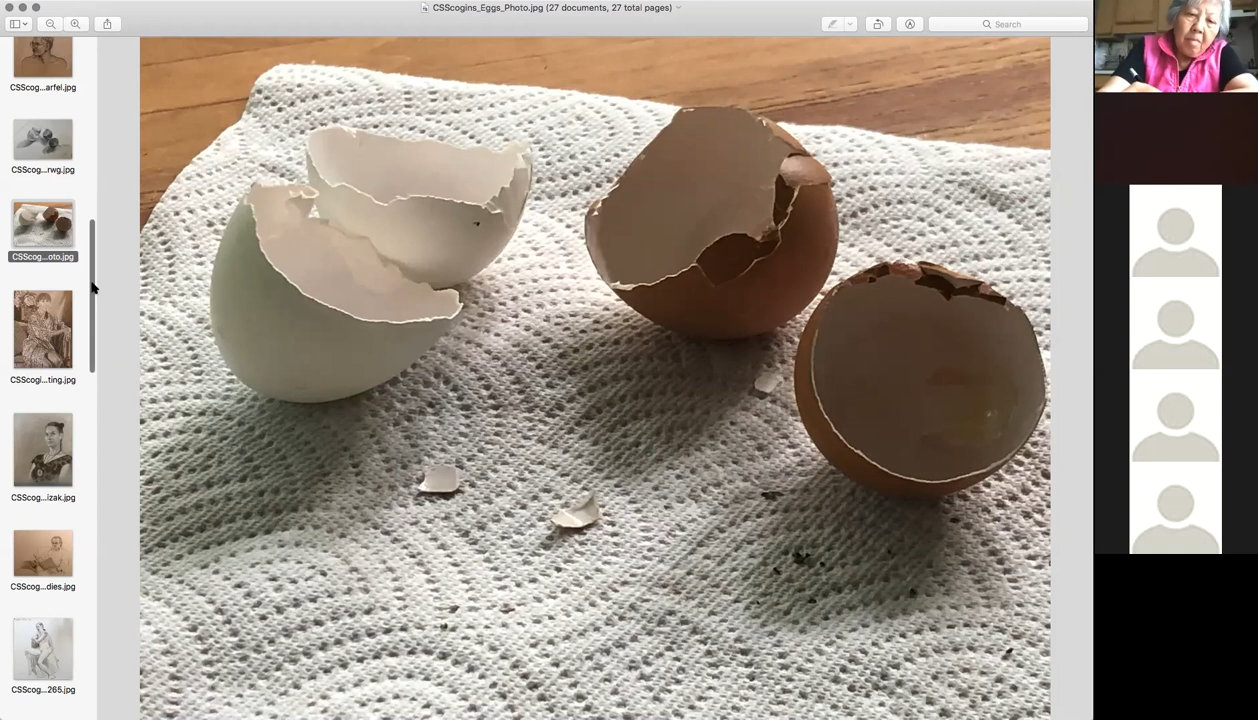 CSScogins_Eggs_Photo.jpg (27 documents, 27 total pages)
Search
CSScog...arfel.jpg
CSScog...rwg.jpg
CSScog...oto.jpg
CSScogi...ting.jpg
CSScog...izak.jpg
CSScog...dies.jpg
CSScog...265.jpg